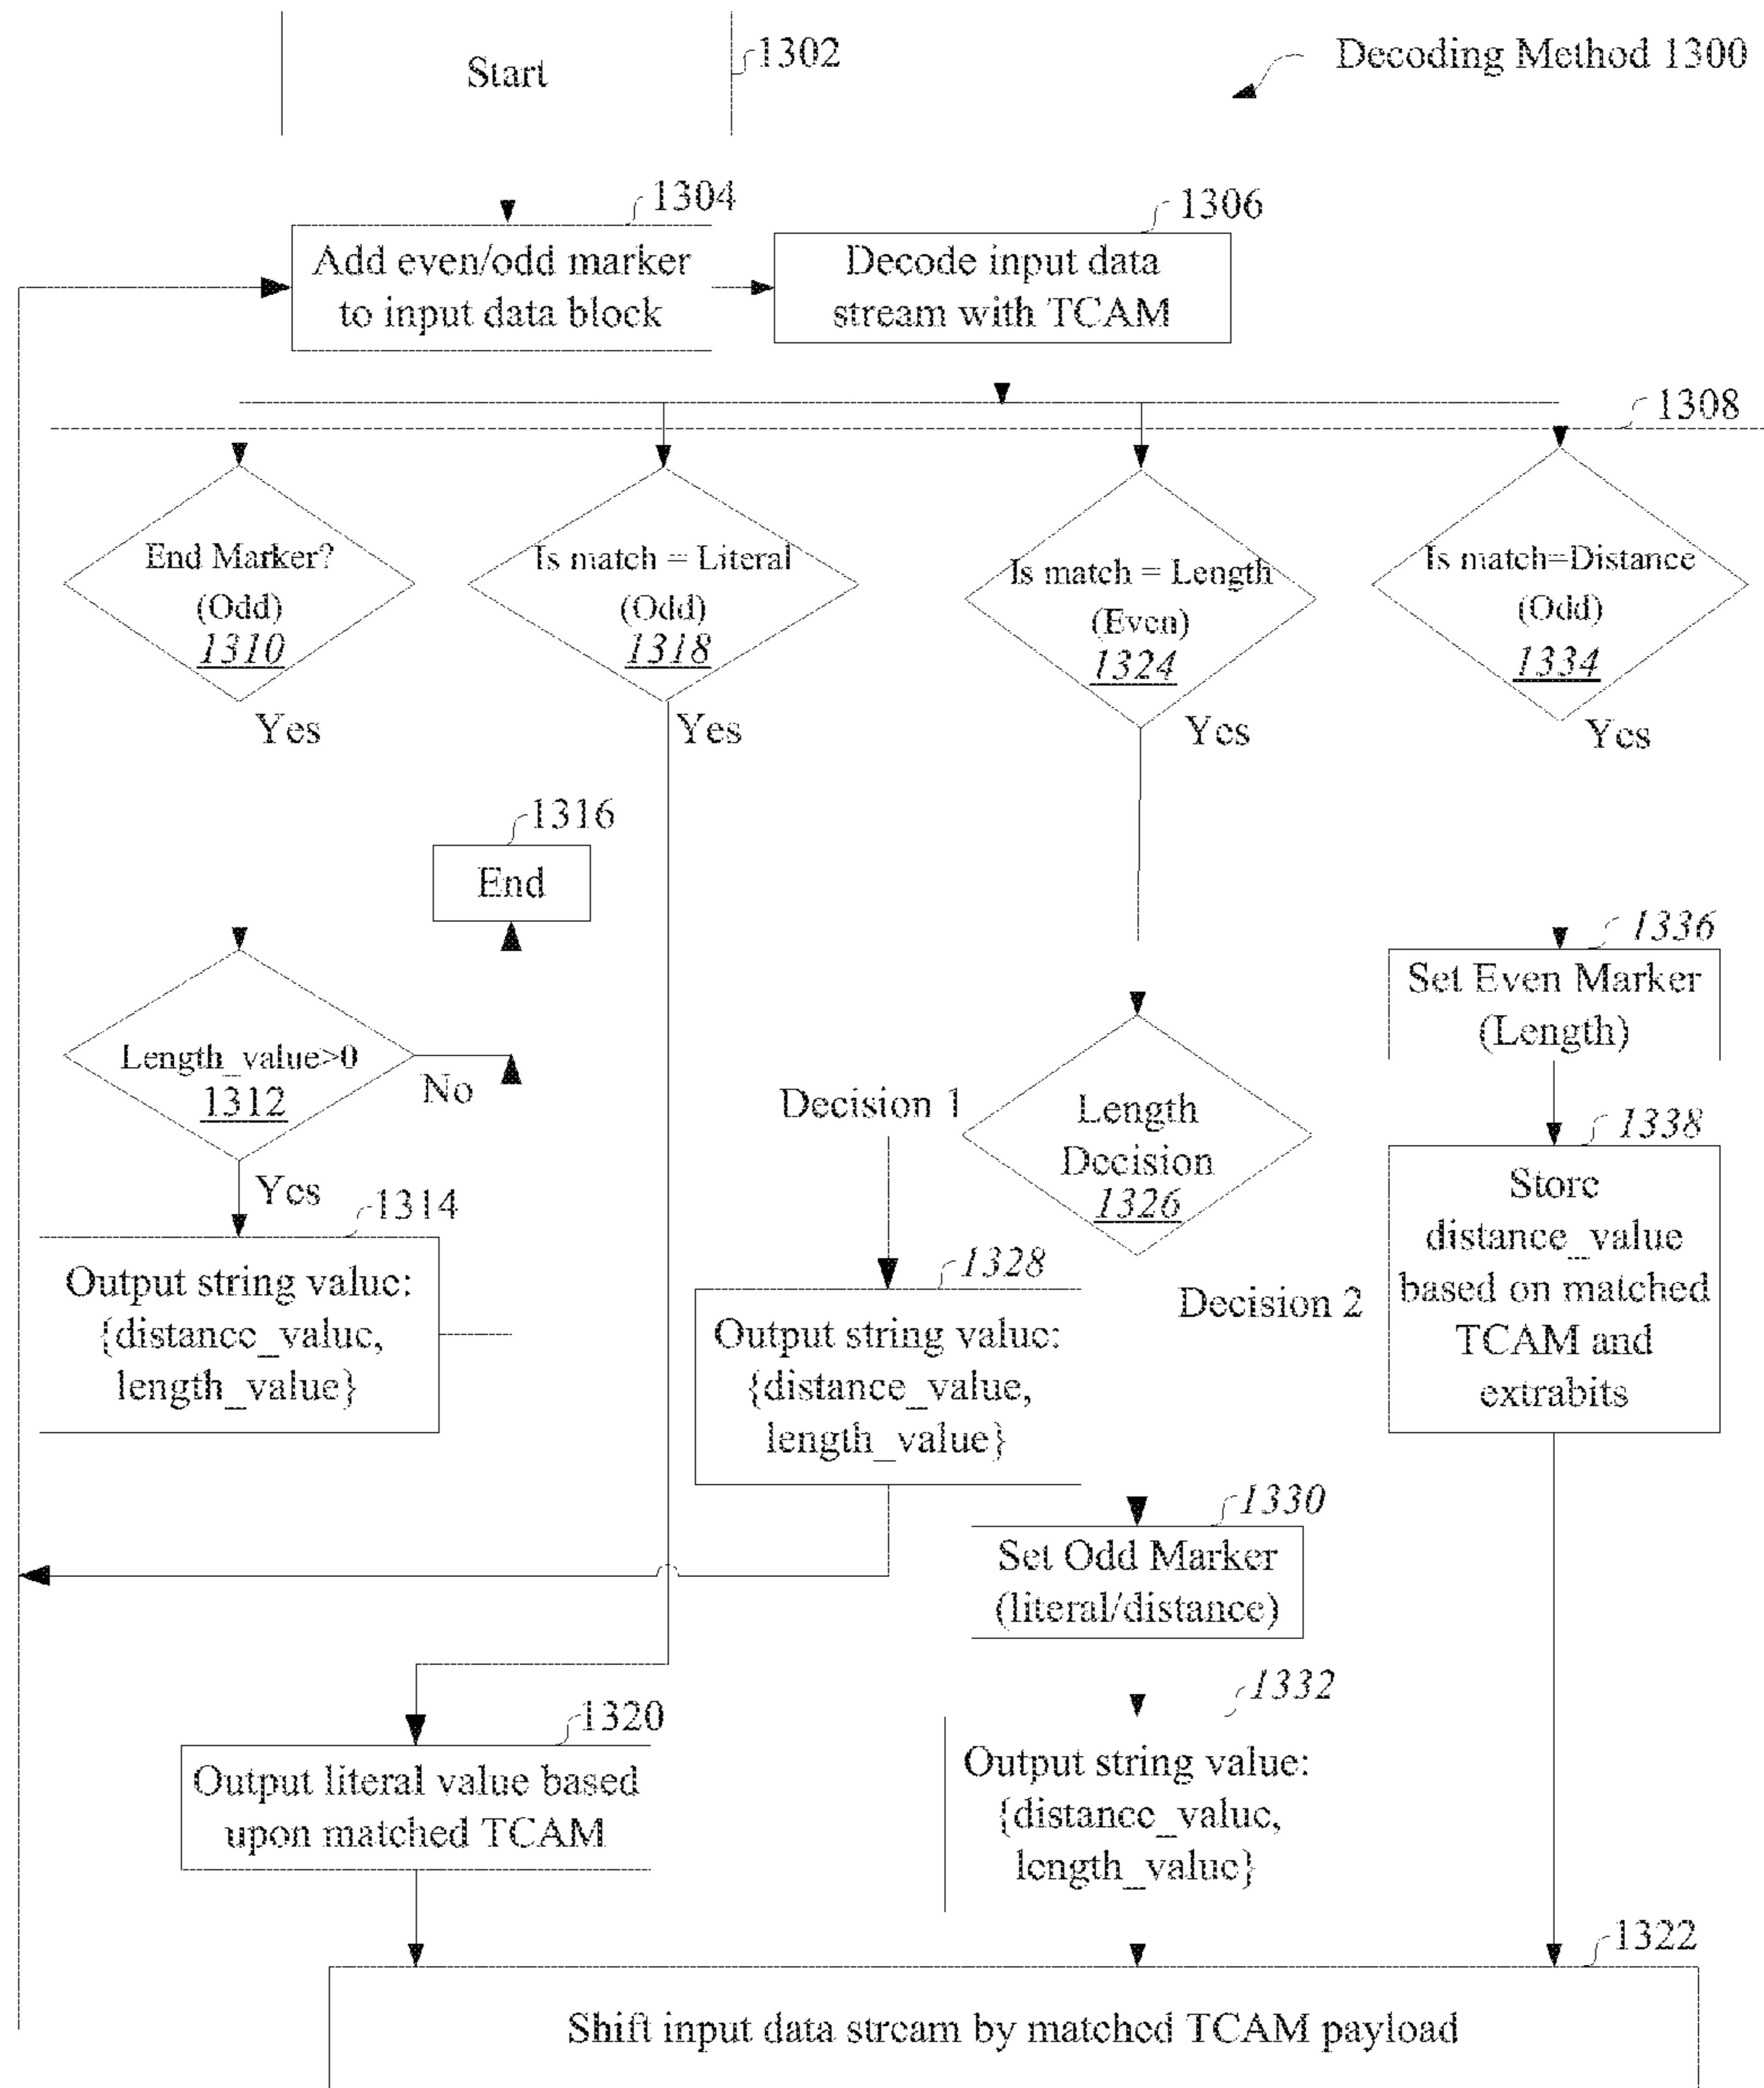 Start
1302
Decoding Method 1300
1304
Add even/odd marker
to input data block
1306
Decode input data
stream with TCAM
1308
End Marker?
(Odd)
1310
Yes
Is match = Literal
(Odd)
1318
Yes
Is match = Length
(Even)
1324
Yes
Is match=Distance
(Odd)
1334
Yes
1316
End
Length_value>0
1312
No
Yes
1314
Output string value:
{distance_value,
length_value}
Decision 1
Length
Decision
1326
Decision 2
1328
Output string value:
{distance_value,
length_value}
1336
Set Even Marker
(Length)
1338
Store
distance_value
based on matched
TCAM and
extrabits
1330
Set Odd Marker
(literal/distance)
1332
Output string value:
{distance_value,
length_value}
1320
Output literal value based
upon matched TCAM
1322
Shift input data stream by matched TCAM payload